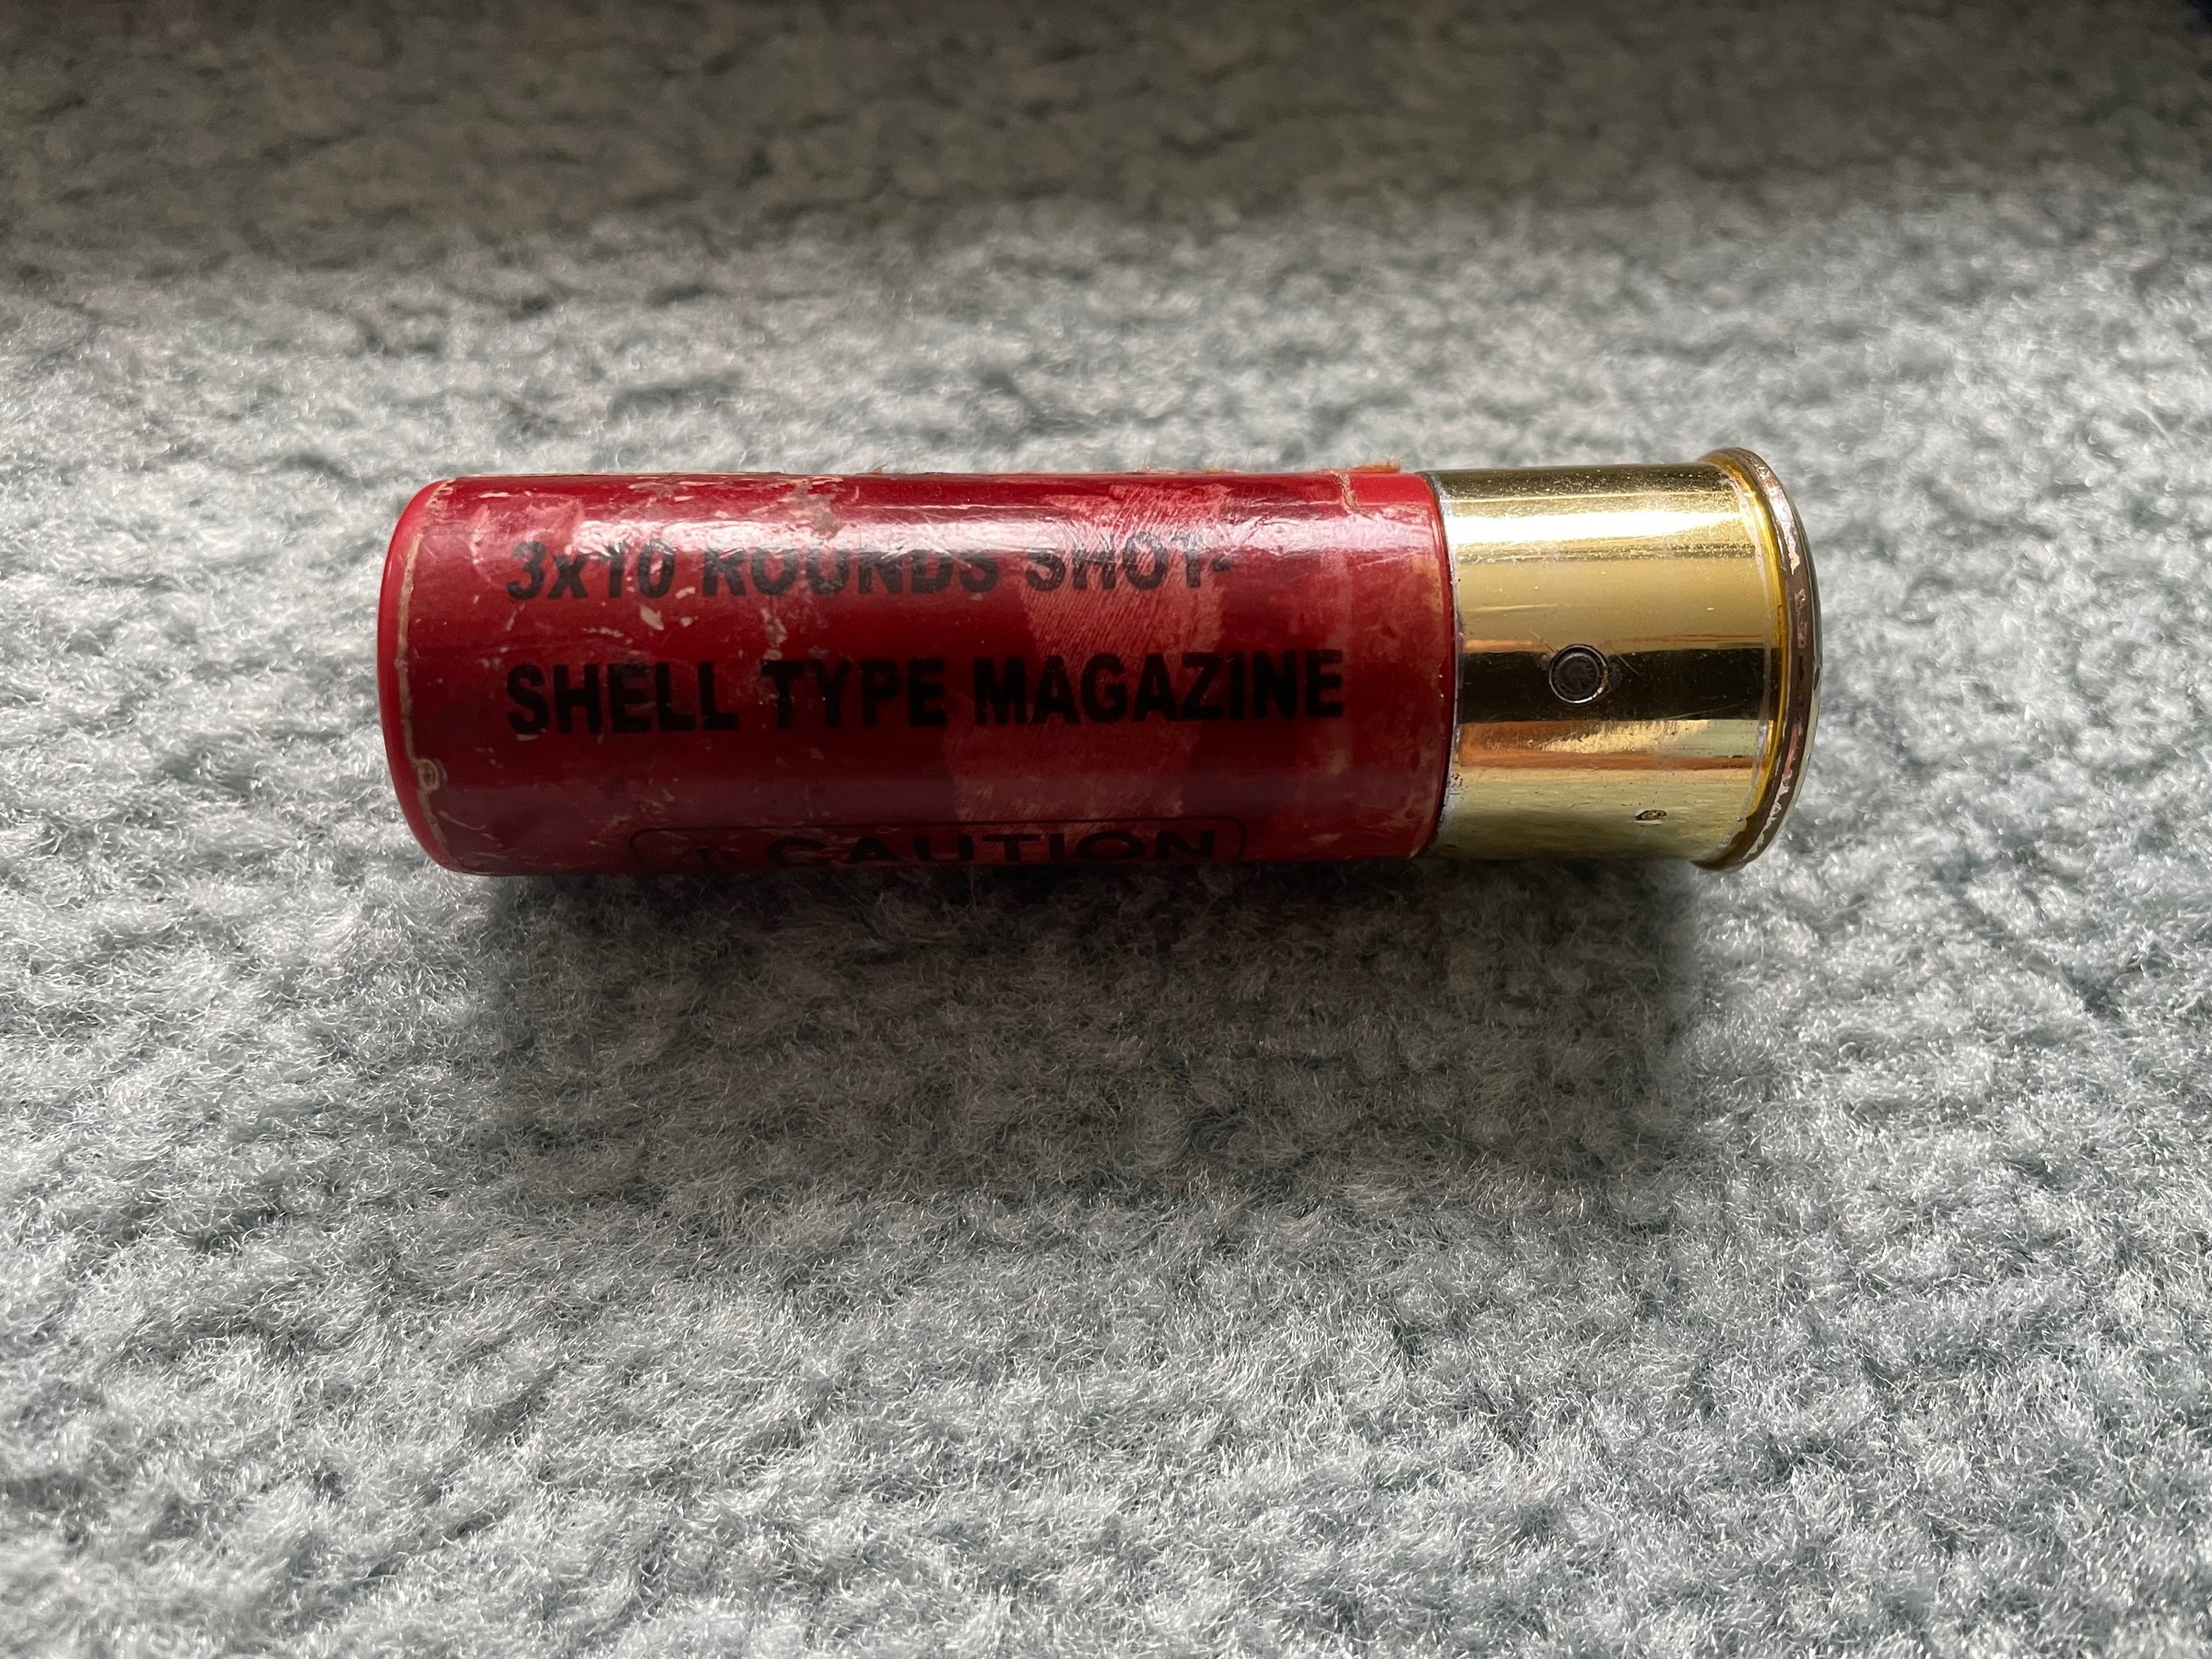 3x10 ROUNDS SHOT-
SHELL TYPE MAGAZINE
CAUTION